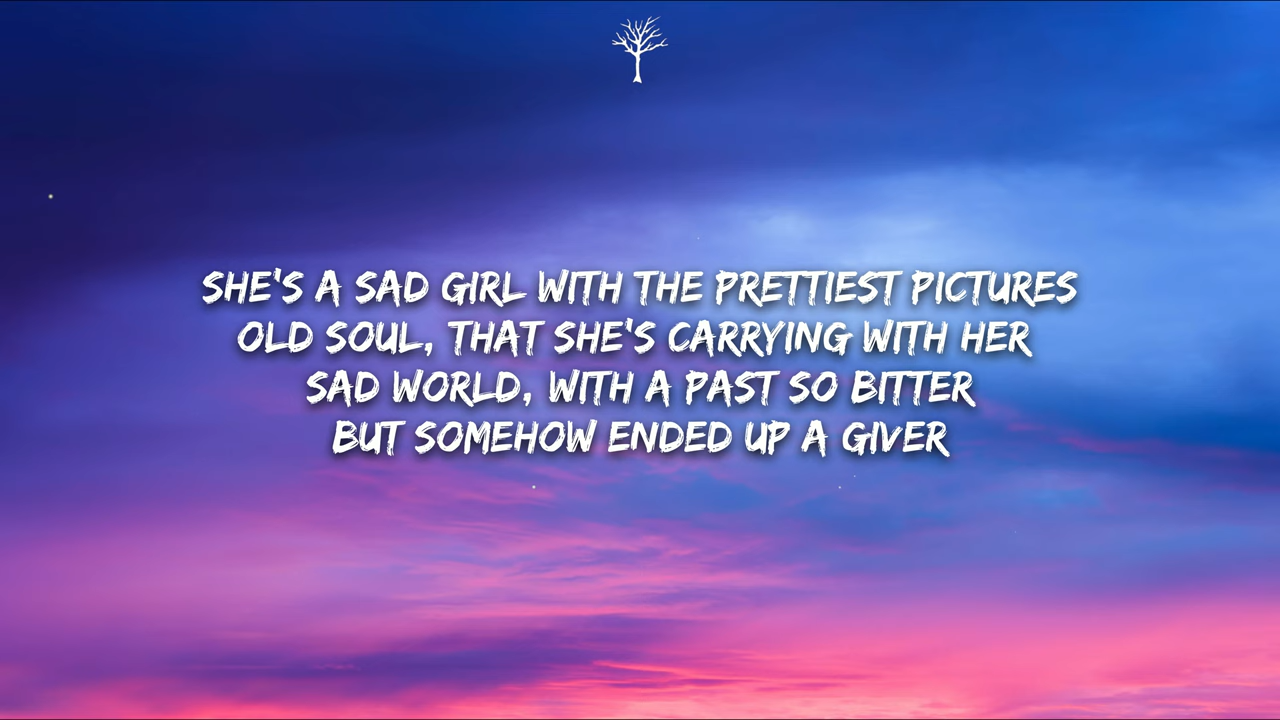 SHE'S A SAD GIRL WITH THE PRETTIEST PICTURES
OLD SOUL, THAT SHE'S CARRYING WITH HER
SAD WORLD, WITH A PAST SO BITTER
BUT SOMEHOW ENDED UP A GIVER